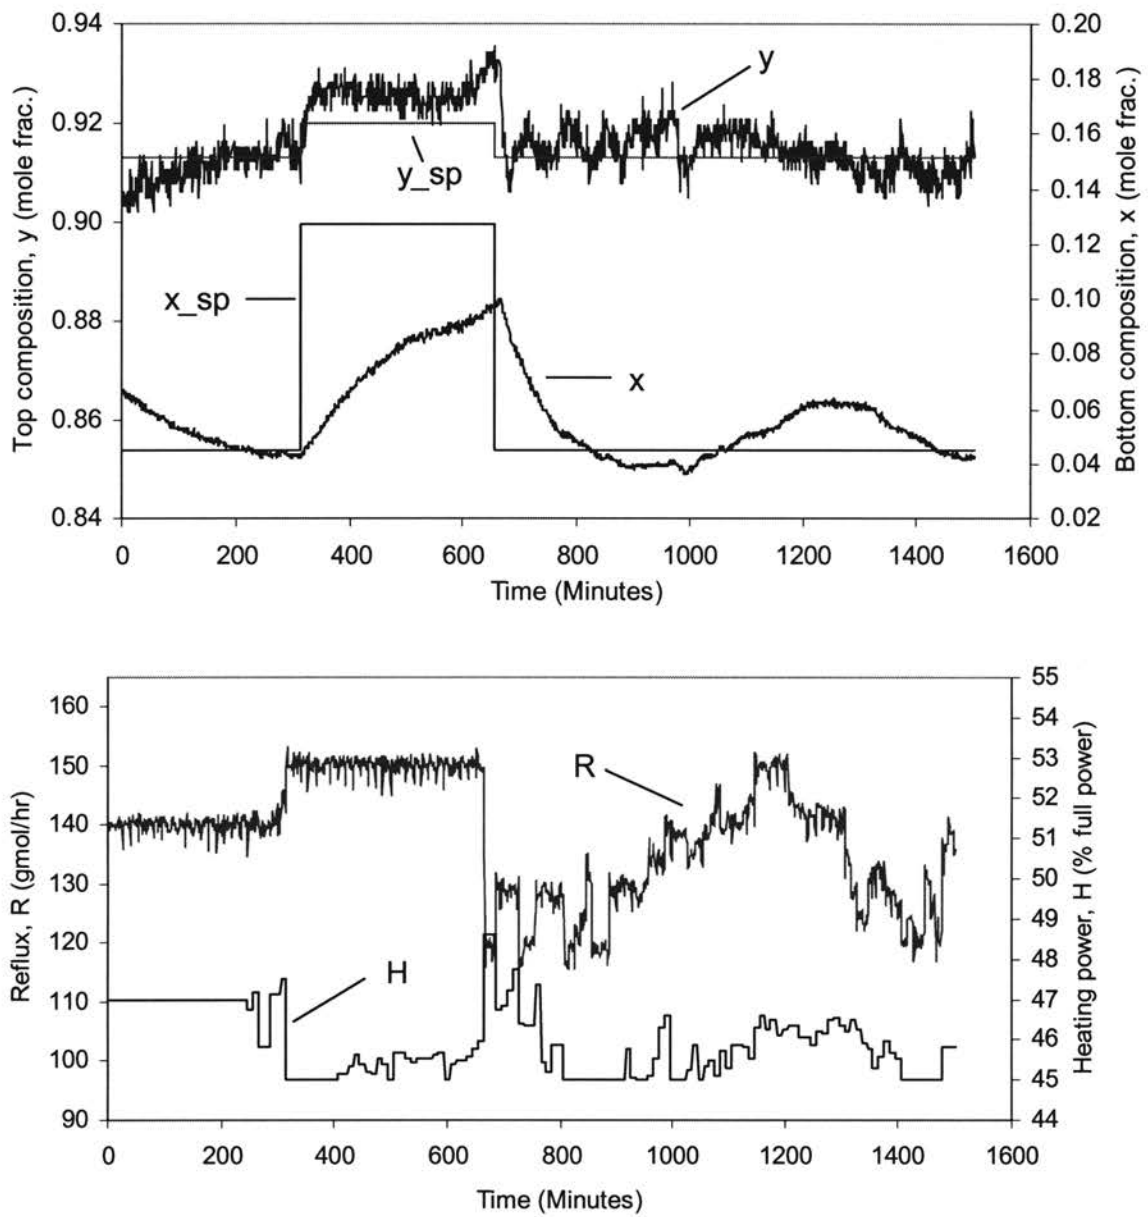 Top composition, y (mole frac.)
0.94
0.92
0.90
0.88
0.86
0.84
y
y_sp
x_sp
x
0.20
0.18
0.16
0.14
0.12
0.10
0.08
0.06
0.04
0.02
Bottom composition, x (mole frac.)
0 200 400 600 800 1000 1200 1400 1600
Time (Minutes)
Reflux, R (gmol/hr)
160
150
140
130
120
110
100
90
R
H
55
54
53
52
51
50
49
48
47
46
45
44
Heating power, H (% full power)
0 200 400 600 800 1000 1200 1400 1600
Time (Minutes)